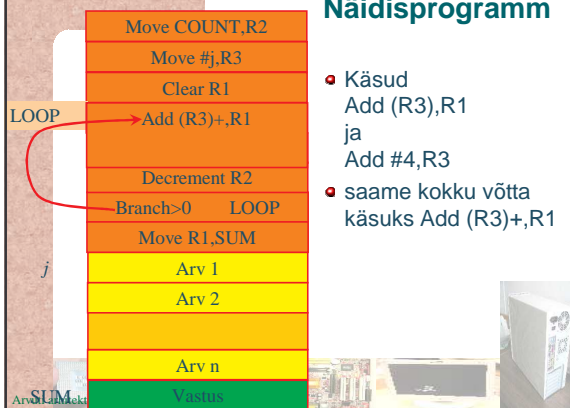 Näidisprogramm
Move COUNT,R2
Move #j,R3
Clear R1
LOOP
Add (R3)+,R1
Decrement R2
Branch>0 LOOP
Move R1,SUM
j
Arv 1
Arv 2
Arv n
SUM
Vastus
Käsud
Add (R3),R1
ja
Add #4,R3
saame kokku võtta
käsuks Add (R3)+,R1